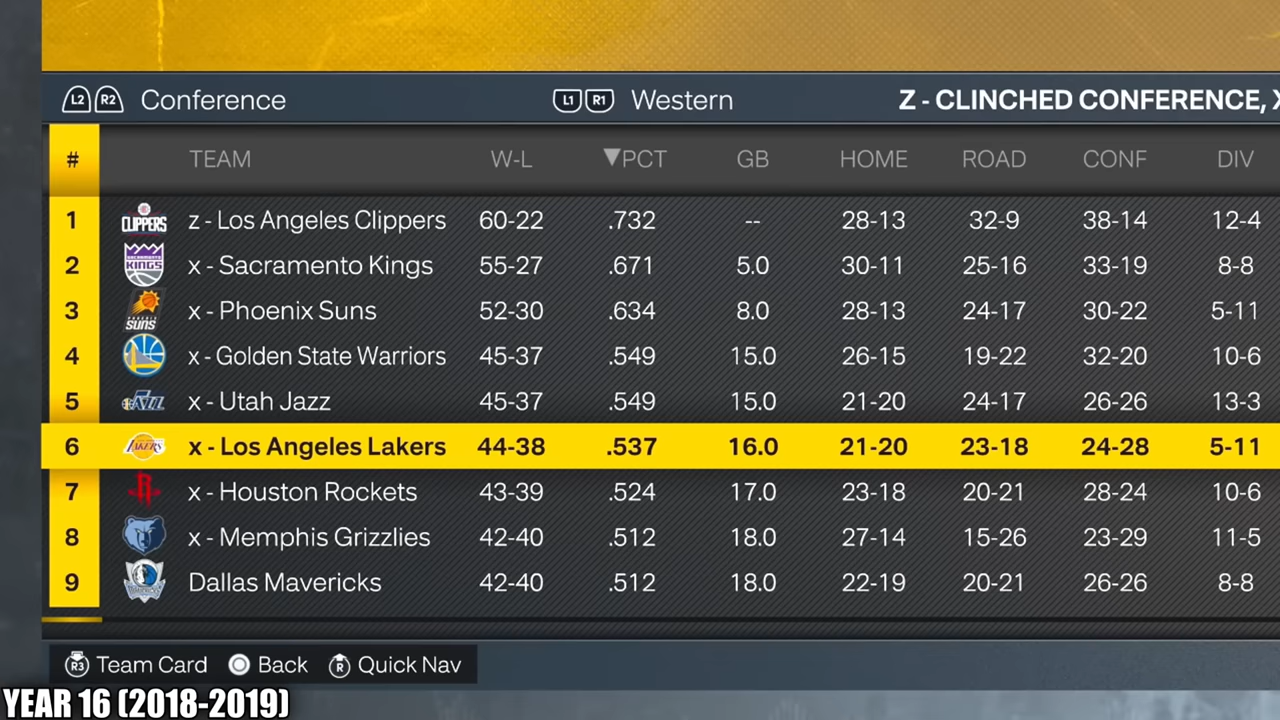 L2 R2 Conference L1 R1 Western Z - CLINCHED CONFERENCE, X
# TEAM W-L ▼PCT GB HOME ROAD CONF DIV
1 CLIPPERS z - Los Angeles Clippers 60-22 .732 -- 28-13 32-9 38-14 12-4
2 KINGS x - Sacramento Kings 55-27 .671 5.0 30-11 25-16 33-19 8-8
3 SUNS x - Phoenix Suns 52-30 .634 8.0 28-13 24-17 30-22 5-11
4 x - Golden State Warriors 45-37 .549 15.0 26-15 19-22 32-20 10-6
5 JAZZ x - Utah Jazz 45-37 .549 15.0 21-20 24-17 26-26 13-3
6 LAKERS x - Los Angeles Lakers 44-38 .537 16.0 21-20 23-18 24-28 5-11
7 R x - Houston Rockets 43-39 .524 17.0 23-18 20-21 28-24 10-6
8 x - Memphis Grizzlies 42-40 .512 18.0 27-14 15-26 23-29 11-5
9 Dallas Mavericks 42-40 .512 18.0 22-19 20-21 26-26 8-8
R3 Team Card Back R Quick Nav
YEAR 16 (2018-2019)